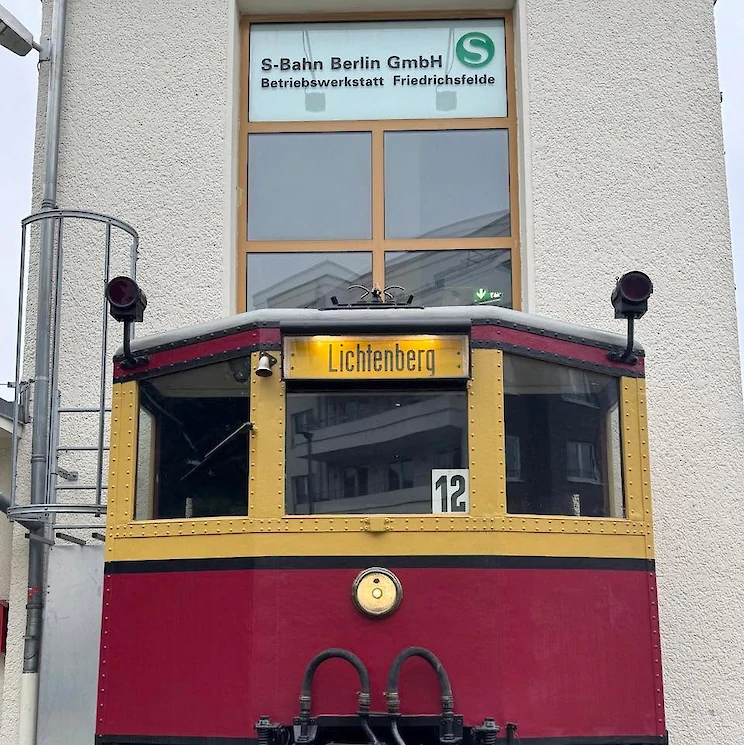 S-Bahn Berlin GmbH S
Betriebswerkstatt Friedrichsfelde
Lichtenberg
12